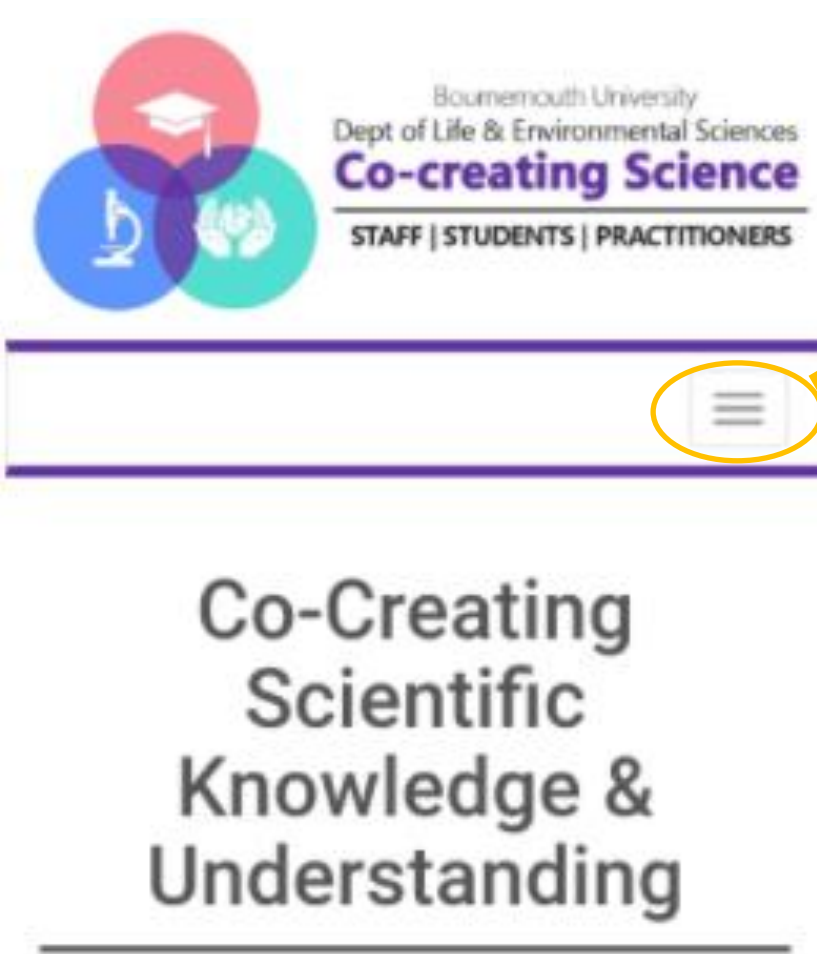 Bournemouth University
Dept of Life & Environmental Sciences
Co-creating Science
STAFF | STUDENTS | PRACTITIONERS
Co-Creating
Scientific
Knowledge &
Understanding